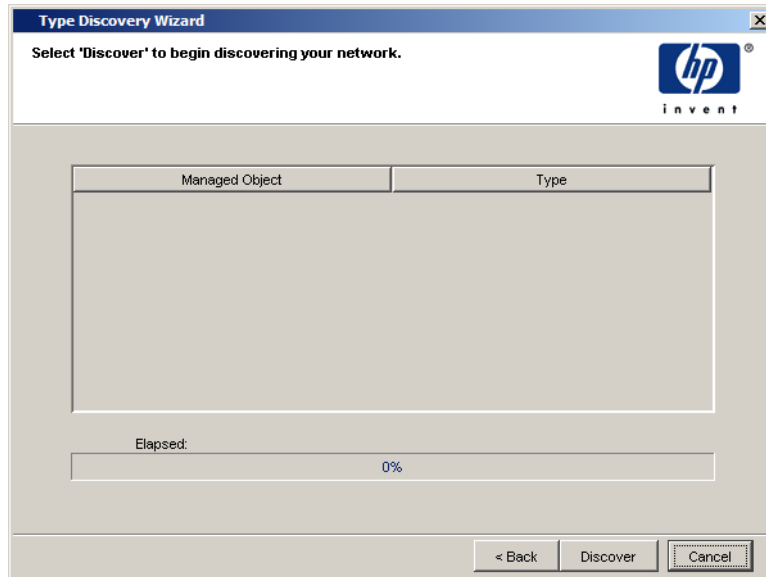 Type Discovery Wizard
Select 'Discover' to begin discovering your network.
hp
®
invent
Managed Object Type
Elapsed:
0%
< Back Discover Cancel